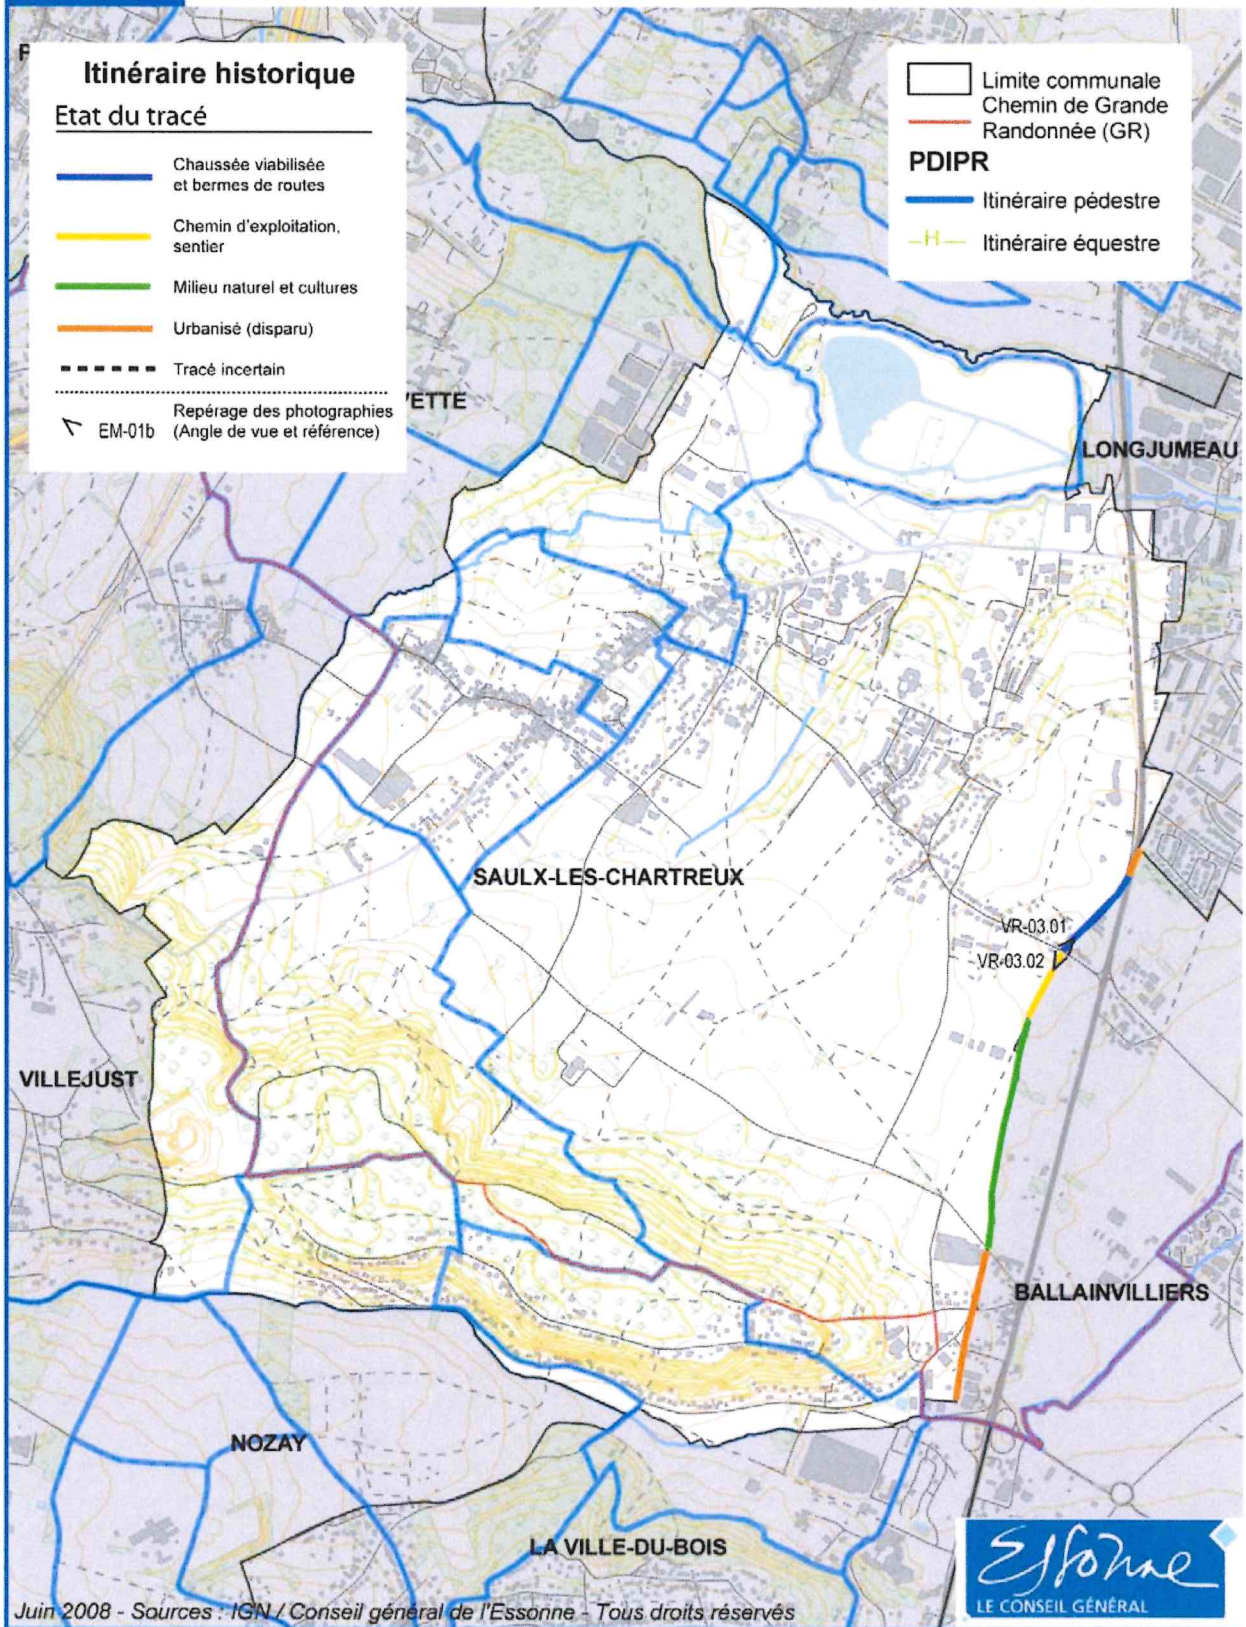 P
Itinéraire historique
Etat du tracé
Chaussée viabilisée
et bermes de routes
Chemin d'exploitation,
sentier
Milieu naturel et cultures
Urbanisé (disparu)
Tracé incertain
EM-01b
Repérage des photographies
(Angle de vue et référence)
Limite communale
Chemin de Grande
Randonnée (GR)
PDIPR
Itinéraire pédestre
H
Itinéraire équestre
YETTE
LONGJUMEAU
SAULX-LES-CHARTREUX
VR-03.01
VR-03.02
VILLEJUST
BALLAINVILLIERS
NOZAY
LA VILLE-DU-BOIS
Essonne
LE CONSEIL GÉNÉRAL
Juin 2008 - Sources : IGN / Conseil général de l'Essonne - Tous droits réservés